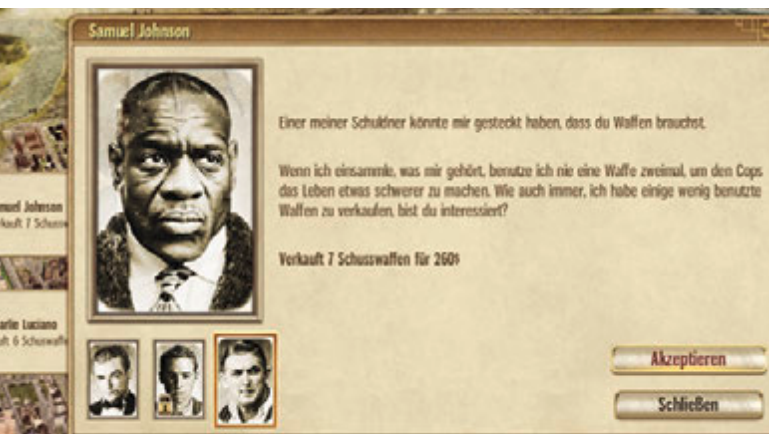 Samuel Johnson
Einer meiner Schuldner könnte mir gesteckt haben, dass du Waffen brauchst.
Wenn ich einsammle, was mir gehört, benutze ich nie eine Waffe zweimal, um den Cops
das Leben etwas schwerer zu machen. Wie auch immer, ich habe einige wenig benutzte
Waffen zu verkaufen, bist du interessiert?
Verkauft 7 Schusswaffen für 260$
muel Johnson
kauft 7 Schussw
arlie Luciano
uft 6 Schuswaffe
Akzeptieren
Schließen